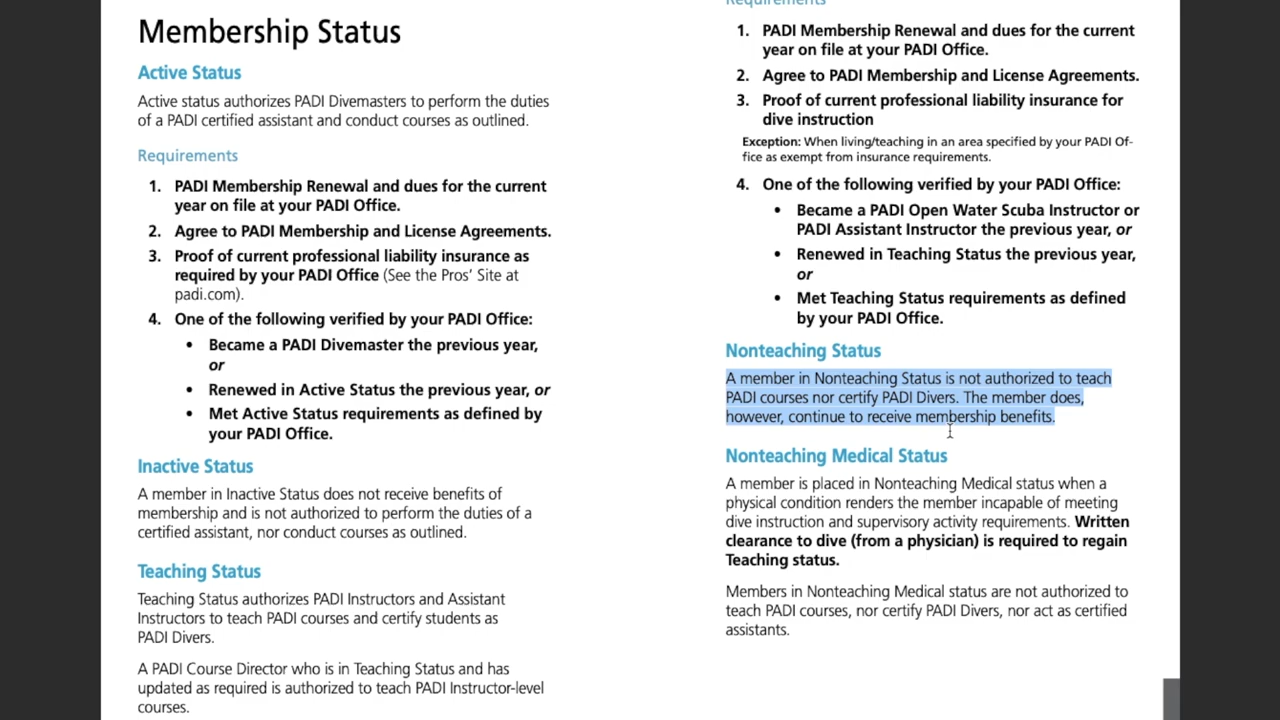 Membership Status
Active Status
Active status authorizes PADI Divemasters to perform the duties
of a PADI certified assistant and conduct courses as outlined.
Requirements
1. PADI Membership Renewal and dues for the current
year on file at your PADI Office.
2. Agree to PADI Membership and License Agreements.
3. Proof of current professional liability insurance as
required by your PADI Office (See the Pros' Site at
padi.com).
4. One of the following verified by your PADI Office:
• Became a PADI Divemaster the previous year,
or
• Renewed in Active Status the previous year, or
• Met Active Status requirements as defined by
your PADI Office.
Inactive Status
A member in Inactive Status does not receive benefits of
membership and is not authorized to perform the duties of a
certified assistant, nor conduct courses as outlined.
Teaching Status
Teaching Status authorizes PADI Instructors and Assistant
Instructors to teach PADI courses and certify students as
PADI Divers.
A PADI Course Director who is in Teaching Status and has
updated as required is authorized to teach PADI Instructor-level
courses.
Requirements
1. PADI Membership Renewal and dues for the current
year on file at your PADI Office.
2. Agree to PADI Membership and License Agreements.
3. Proof of current professional liability insurance for
dive instruction
Exception: When living/teaching in an area specified by your PADI Of-
fice as exempt from insurance requirements.
4. One of the following verified by your PADI Office:
• Became a PADI Open Water Scuba Instructor or
PADI Assistant Instructor the previous year, or
• Renewed in Teaching Status the previous year,
or
• Met Teaching Status requirements as defined
by your PADI Office.
Nonteaching Status
A member in Nonteaching Status is not authorized to teach
PADI courses nor certify PADI Divers. The member does,
however, continue to receive membership benefits.
Nonteaching Medical Status
A member is placed in Nonteaching Medical status when a
physical condition renders the member incapable of meeting
dive instruction and supervisory activity requirements. Written
clearance to dive (from a physician) is required to regain
Teaching status.
Members in Nonteaching Medical status are not authorized to
teach PADI courses, nor certify PADI Divers, nor act as certified
assistants.